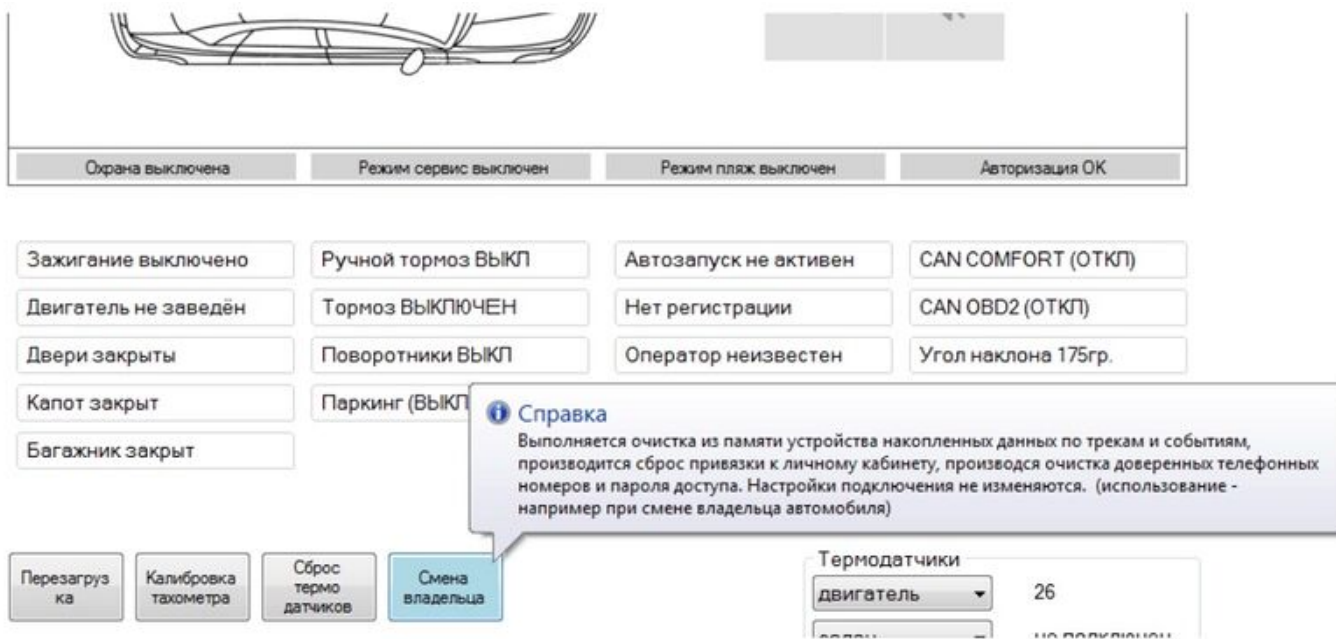 Охрана выключена Режим сервис выключен Режим пляж выключен Авторизация ОК
Зажигание выключено Ручной тормоз ВЫКЛ Автозапуск не активен CAN COMFORT (ОТКЛ)
Двигатель не заведён Тормоз ВЫКЛЮЧЕН Нет регистрации CAN OBD2 (ОТКЛ)
Двери закрыты Поворотники ВЫКЛ Оператор неизвестен Угол наклона 175гр.
Капот закрыт Паркинг (ВЫКЛ
Багажник закрыт
Справка
Выполняется очистка из памяти устройства накопленных данных по трекам и событиям,
производится сброс привязки к личному кабинету, производся очистка доверенных телефонных
номеров и пароля доступа. Настройки подключения не изменяются. (использование -
например при смене владельца автомобиля)
Перезагруз
ка
Калибровка
тахометра
Сброс
термо
датчиков
Смена
владельца
Термодатчики
двигатель 26